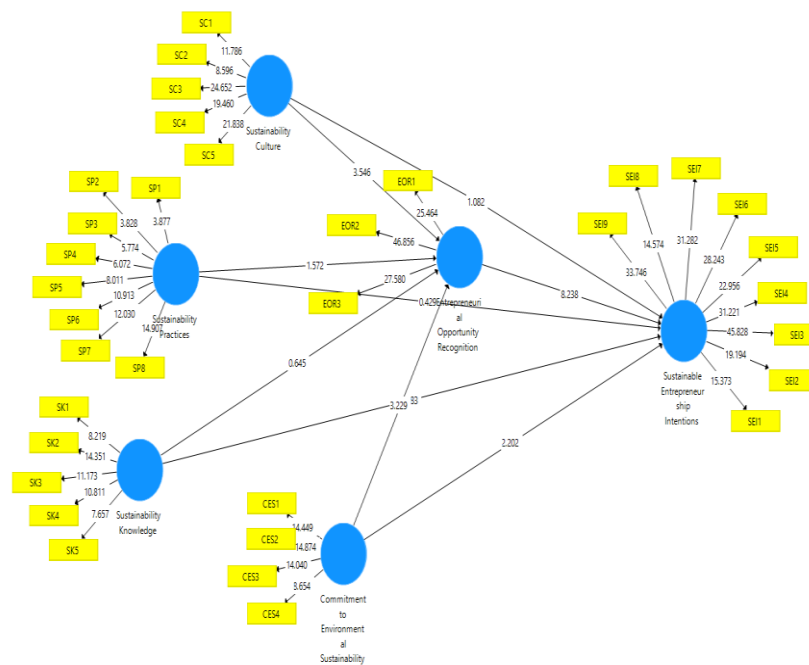 SC1
11.786
SC2
8.596
SC3
24.652
SC4
19.460
SC5
21.838
Sustainability
Culture
3.546
1.082
SP2
SP1
3.828
3.877
SP3
5.774
SP4
6.072
SP5
8.011
SP6
10.913
SP7
12.030
SP8
14.907
Sustainability
Practices
1.572
0.429
EOR1
25.464
EOR2
46.856
EOR3
27.580
Entrepreneuri
al
Opportunity
Recognition
8.238
SEI7
SEI8
31.282
SEI6
14.574
28.243
SEI9
33.746
SEI5
22.956
SEI4
31.221
SEI3
45.828
SEI2
19.194
SEI1
15.373
Sustainable
Entrepreneur
ship
Intentions
0.645
3.229
2.202
SK1
8.219
SK2
14.351
SK3
11.173
SK4
10.811
SK5
7.657
Sustainability
Knowledge
CES1
14.449
CES2
14.874
CES3
14.040
CES4
8.654
Commitment
to
Environment
al
Sustainability